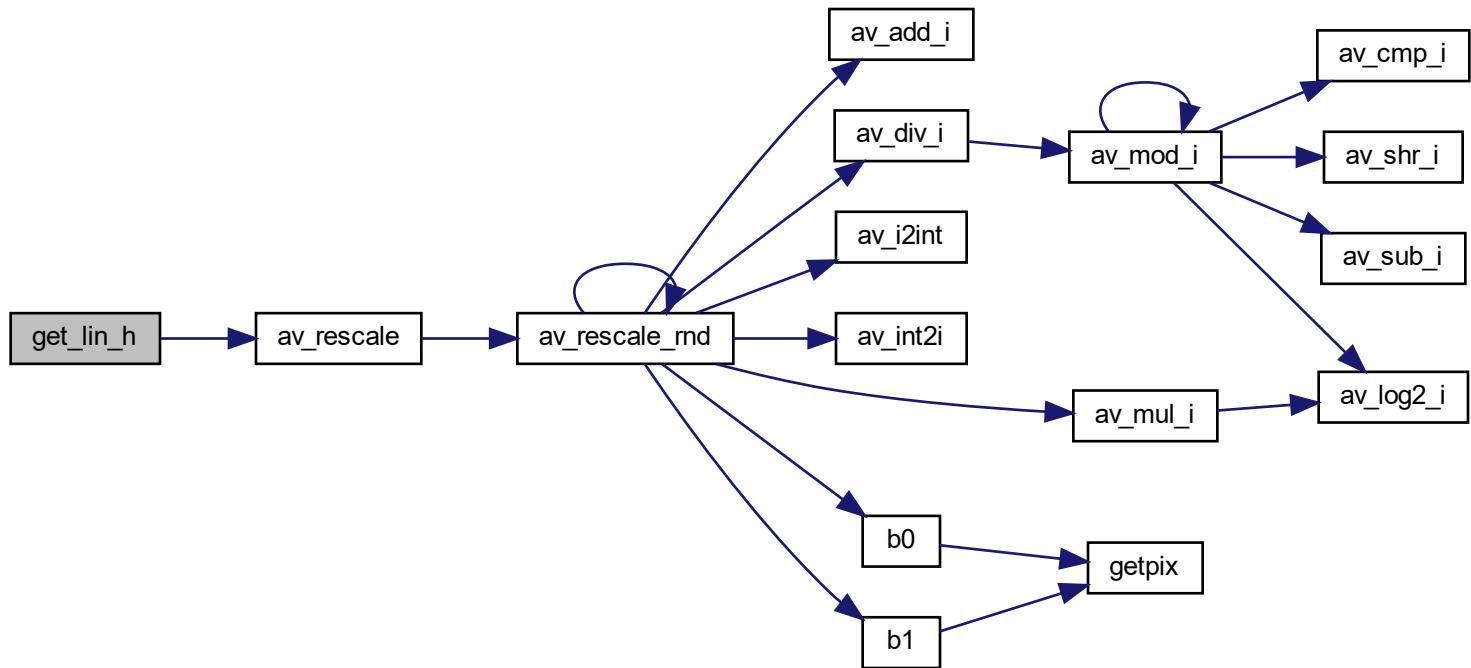 get_lin_h
av_rescale
av_rescale_rnd
av_add_i
av_div_i
av_i2int
av_int2i
av_mul_i
b0
b1
av_mod_i
getpix
av_cmp_i
av_shr_i
av_sub_i
av_log2_i